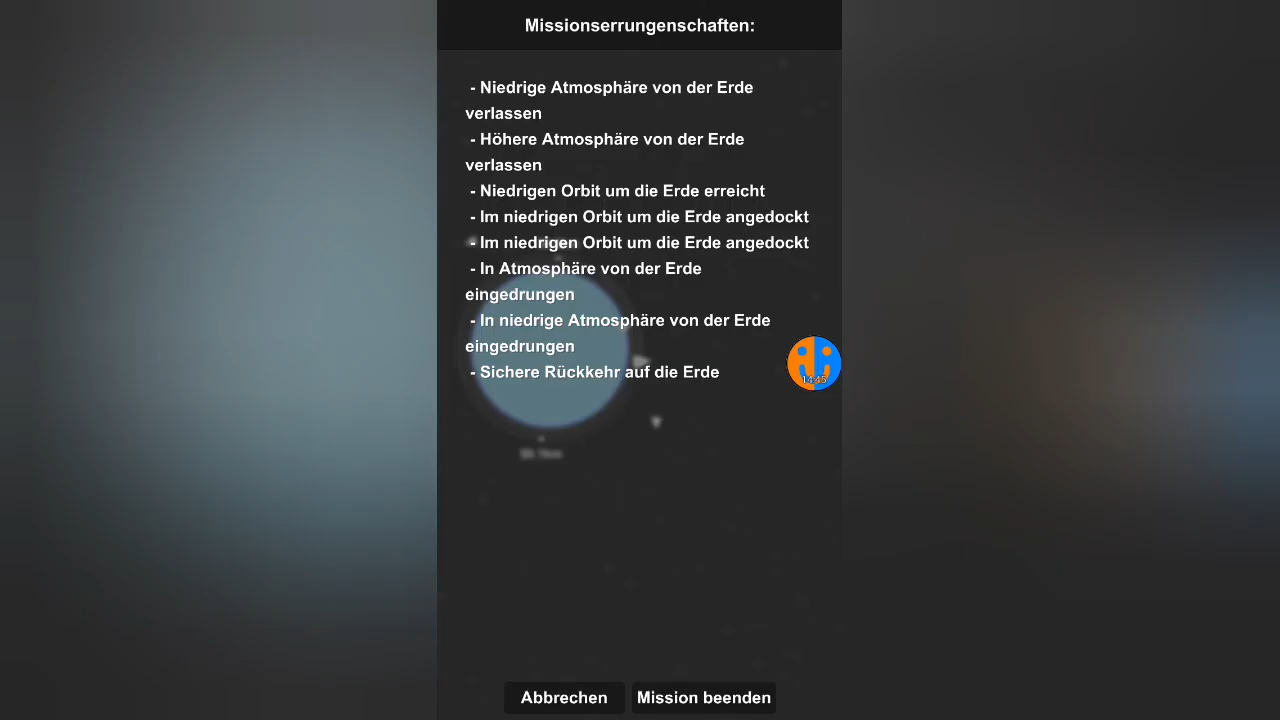 Missionserrungenschaften:
- Niedrige Atmosphäre von der Erde
verlassen
- Höhere Atmosphäre von der Erde
verlassen
- Niedrigen Orbit um die Erde erreicht
- Im niedrigen Orbit um die Erde angedockt
- Im niedrigen Orbit um die Erde angedockt
- In Atmosphäre von der Erde
eingedrungen
- In niedrige Atmosphäre von der Erde
eingedrungen
- Sichere Rückkehr auf die Erde
14:45
Abbrechen
Mission beenden